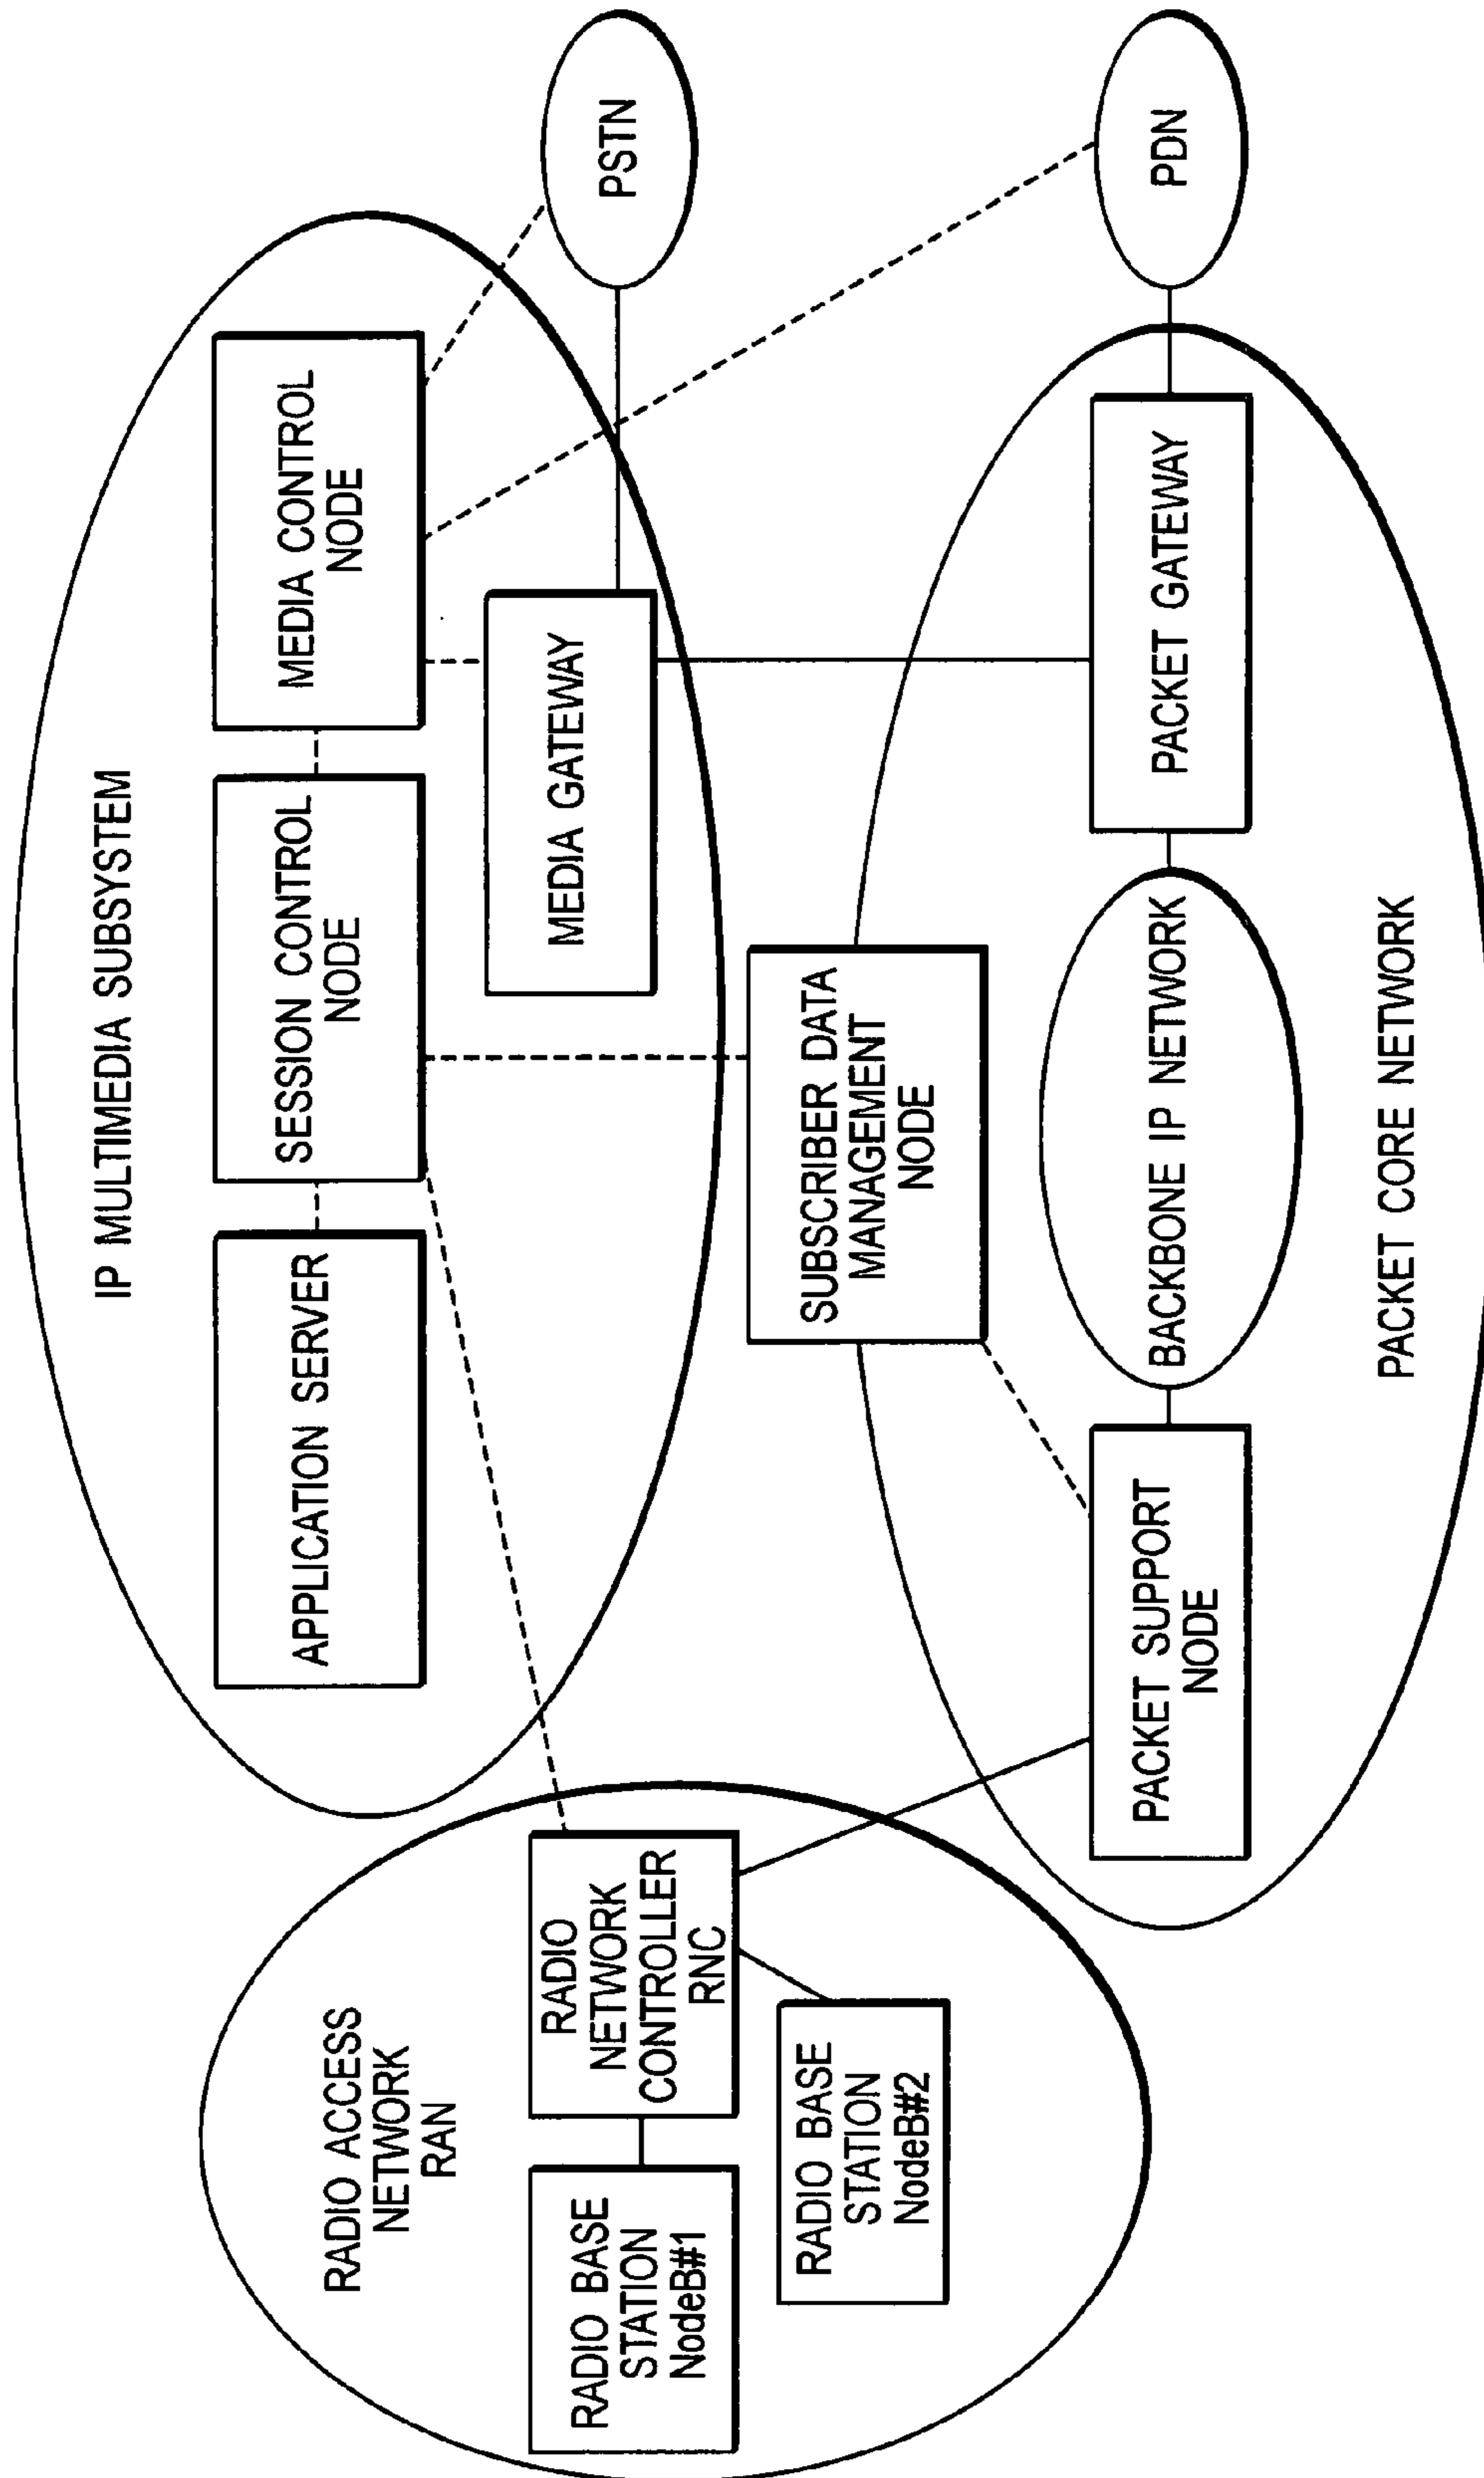 IP MULTIMEDIA SUBSYSTEM
APPLICATION SERVER
SESSION CONTROL
NODE
MEDIA CONTROL
NODE
MEDIA GATEWAY
PSTN
RADIO ACCESS
NETWORK
RAN
RADIO BASE
STATION
NodeB#1
RADIO
NETWORK
CONTROLLER
RNC
RADIO BASE
STATION
NodeB#2
SUBSCRIBER DATA
MANAGEMENT
NODE
PACKET SUPPORT
NODE
BACKBONE IP NETWORK
PACKET GATEWAY
PDN
PACKET CORE NETWORK